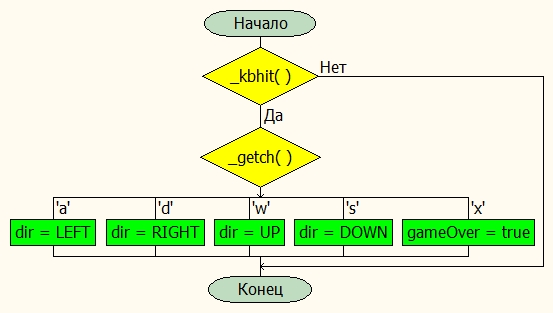 Начало
_kbhit( )
Нет
Да
_getch( )
'a' 'd' 'w' 's' 'x'
dir = LEFT dir = RIGHT dir = UP dir = DOWN gameOver = true
Конец